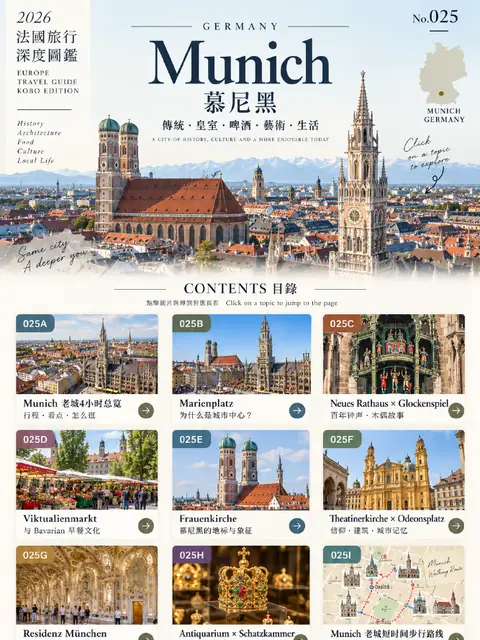 2026
法國旅行
深度圖鑑
EUROPE
TRAVEL GUIDE
KOBO EDITION
History
Architecture
Food
Culture
Local Life
GERMANY
Munich
慕尼黑
傳統・皇室・啤酒・藝術・生活
A CITY OF HISTORY, CULTURE AND A MORE ENJOYABLE TODAY
No.025
MUNICH
GERMANY
Click
on a topic
to explore
Same city.
A deeper you
CONTENTS 目錄
Click on a topic to jump to the page
025A
Munich 老城4小时总览
行程・看点・怎么逛
025B
Marienplatz
为什么是城市中心？
025C
Neues Rathaus × Glockenspiel
百年钟声・木偶故事
025D
Viktualienmarkt
与 Bavarian 早餐文化
025E
Frauenkirche
慕尼黑的地标与象征
025F
Theatinerkirche × Odeonsplatz
信仰・建筑・城市记忆
025G
Residenz München
025H
Antiquarium × Schatzkammer
025I
Munich
Walking Route
Munich 老城短时间步行路线